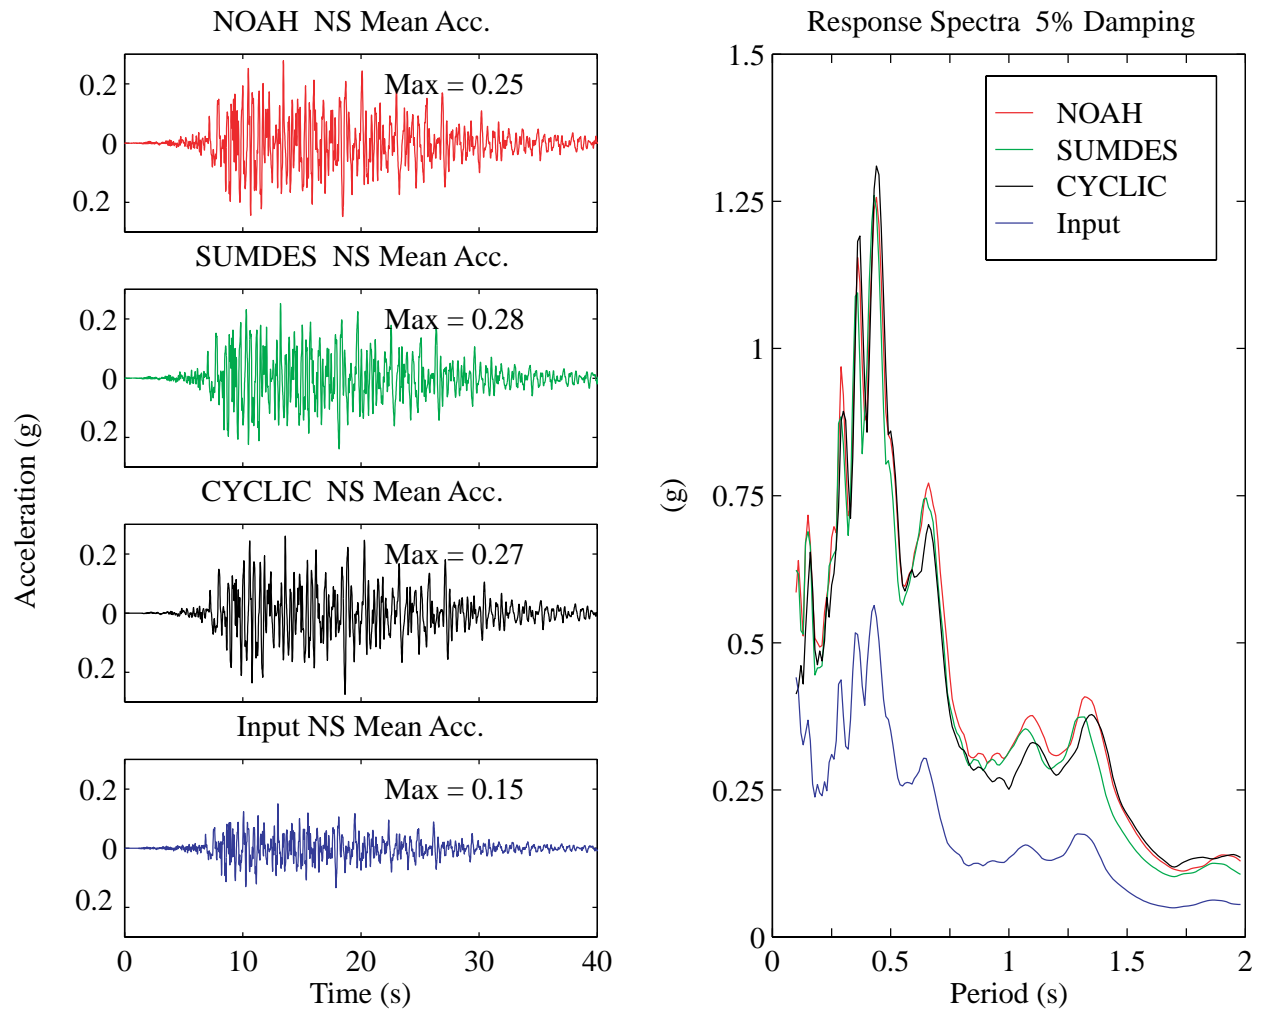 NOAH NS Mean Acc.
0.2
0
0.2
Max = 0.25
SUMDES NS Mean Acc.
0.2
0
0.2
Max = 0.28
CYCLIC NS Mean Acc.
0.2
0
0.2
Max = 0.27
Input NS Mean Acc.
0.2
0
0.2
Max = 0.15
0 10 20 30 40
Time (s)
Acceleration (g)
Response Spectra 5% Damping
1.5
1.25
1
0.75
0.5
0.25
0
(g)
NOAH
SUMDES
CYCLIC
Input
0 0.5 1 1.5 2
Period (s)